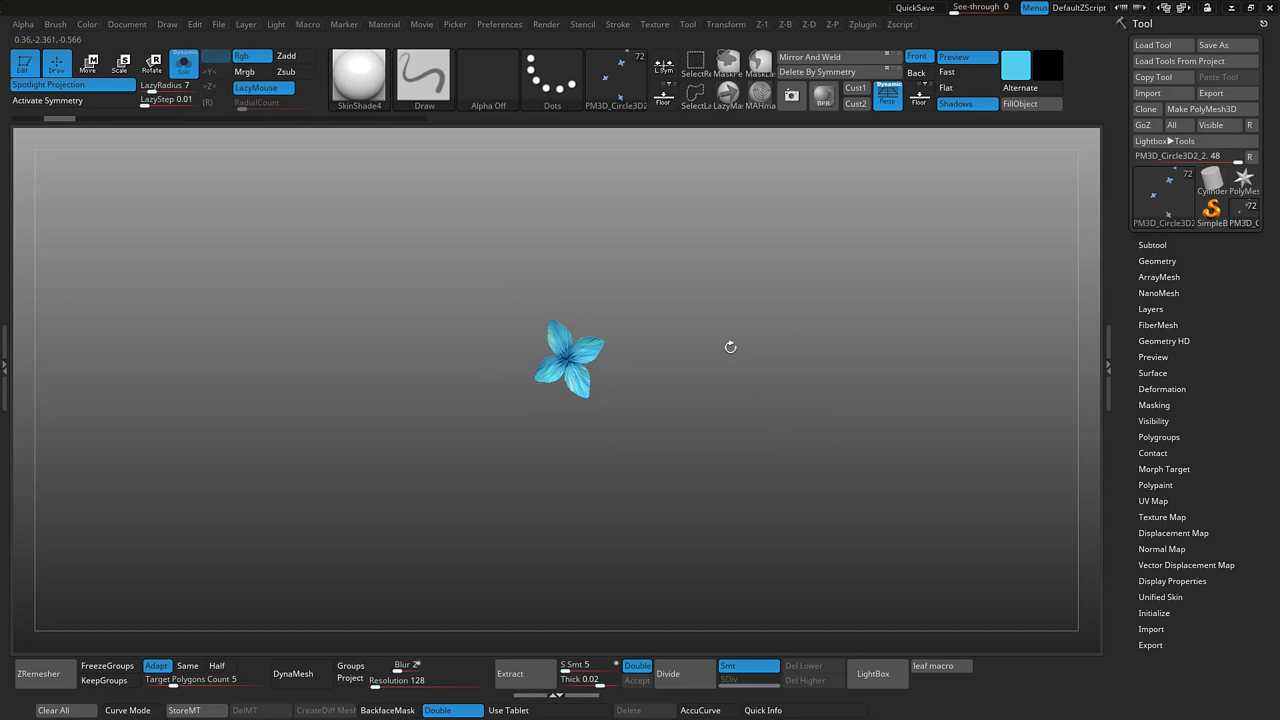 QuickSave See-through 0 Menus DefaultZScript
Alpha Brush Color Document Draw Edit File Layer Light Macro Marker Material Movie Picker Preferences Render Stencil Stroke Texture Tool Transform Z-1 Z-B Z-D Z-P Zplugin Zscript
0.36,-2.361,-0.566
Edit Draw Move Scale Rotate Dynamic Solo >Y< >Z< (R)
Spotlight Projection
Activate Symmetry
LazyRadius 7
LazyStep 0.01
Rgb Zadd
Mrgb Zsub
LazyMouse
RadialCount
SkinShade4 Draw Alpha Off Dots PM3D_Circle3D2 72
L.Sym
Floor
Mirror And Weld
Delete By Symmetry
BPR
Cust1
Cust2
Front
Back
Dynamic
Persp
Floor
Preview
Fast
Flat
Shadows
Alternate
FillObject
Tool
Load Tool Save As
Load Tools From Project
Copy Tool Paste Tool
Import Export
Clone Make PolyMesh3D
GoZ All Visible R
Lightbox▶Tools
PM3D_Circle3D2_2. 48 R
72
Cylinder PolyMes
72
PM3D_Circle3D2 SimpleB PM3D_C
Subtool
Geometry
ArrayMesh
NanoMesh
Layers
FiberMesh
Geometry HD
Preview
Surface
Deformation
Masking
Visibility
Polygroups
Contact
Morph Target
Polypaint
UV Map
Texture Map
Displacement Map
Normal Map
Vector Displacement Map
Display Properties
Unified Skin
Initialize
Import
Export
ZRemesher
FreezeGroups
KeepGroups
Adapt Same Half
Target Polygons Count 5
DynaMesh
Groups
Project
Blur 2
Resolution 128
Extract
S Smt 5
Thick 0.02
Double
Accept
Divide
Smt
SDiv
Del Lower
Del Higher
LightBox
leaf macro
Clear All Curve Mode StoreMT DelMT CreateDiff Mesh BackfaceMask Double Use Tablet Delete AccuCurve Quick Info